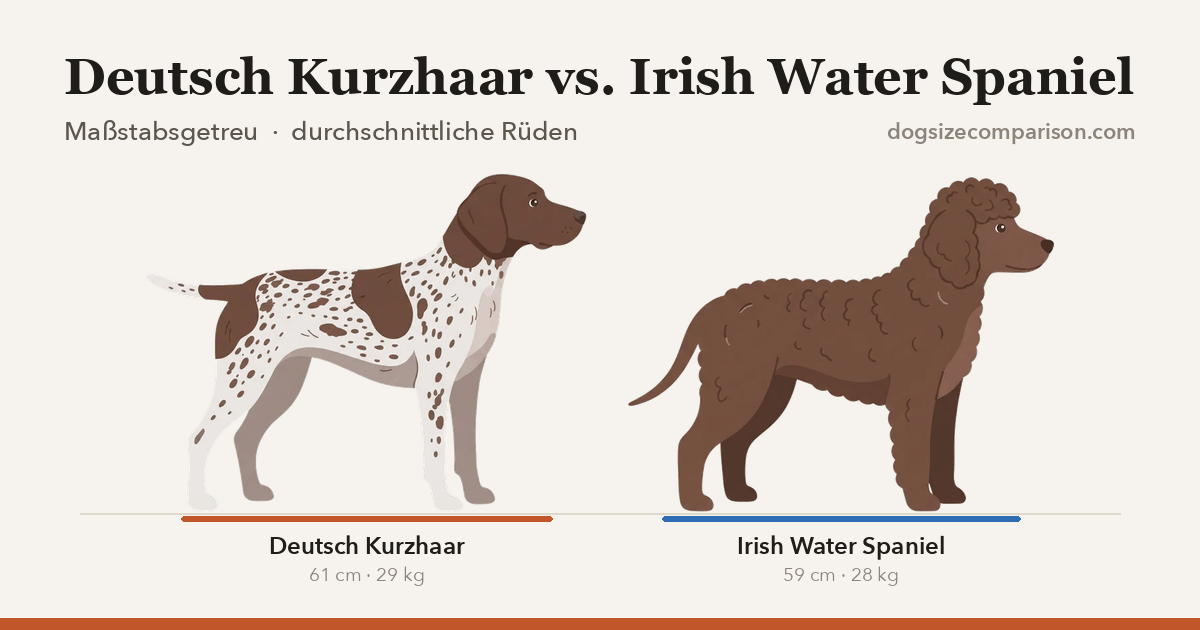 Deutsch Kurzhaar vs. Irish Water Spaniel
Maßstabsgetreu · durchschnittliche Rüden
dogsizecomparison.com
Deutsch Kurzhaar
61 cm · 29 kg
Irish Water Spaniel
59 cm · 28 kg